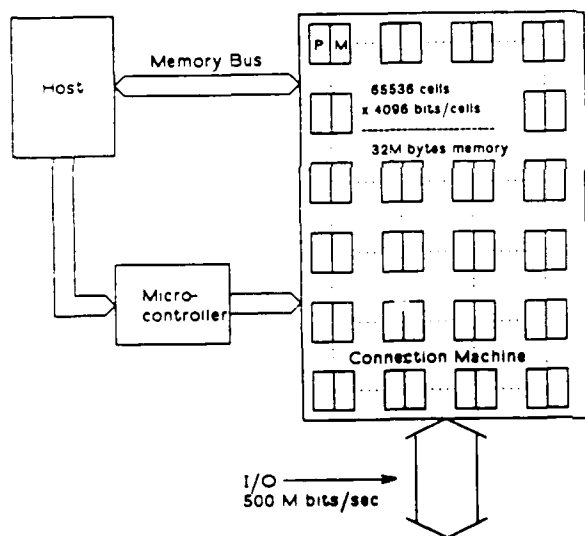 P M
Memory Bus
Host
65536 cells
x 4096 bits/cells
32M bytes memory
Micro-
controller
Connection Machine
I/O
500 M bits/sec